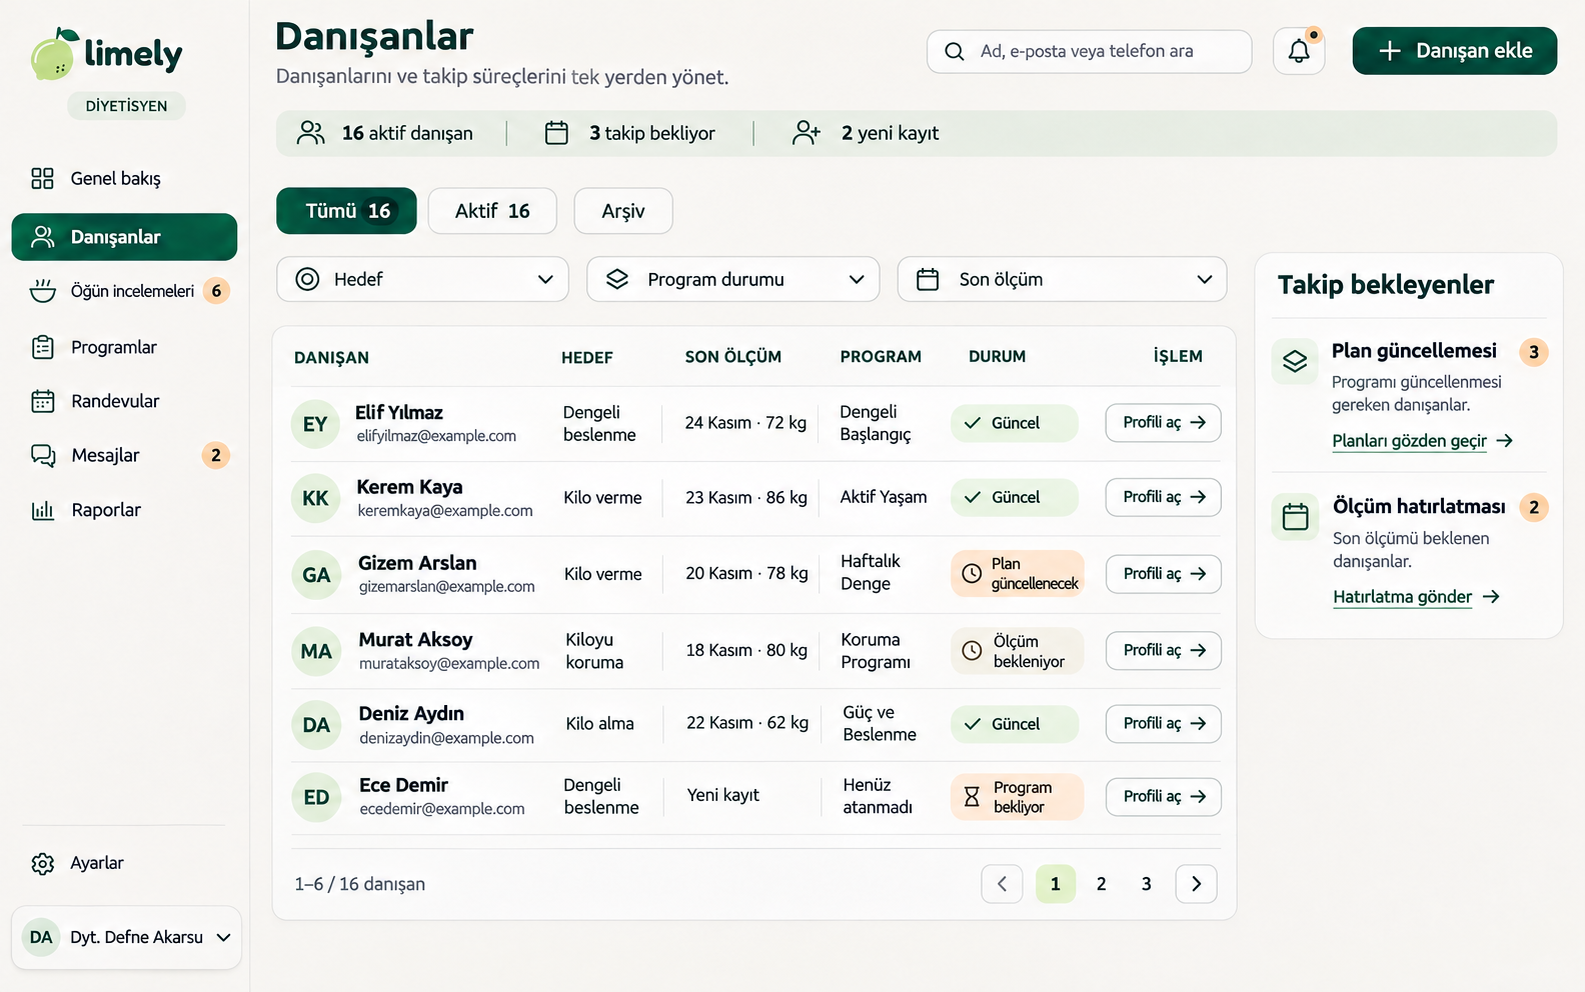 limely
DİYETİSYEN
Genel bakış
Danışanlar
Öğün incelemeleri 6
Programlar
Randevular
Mesajlar 2
Raporlar
Ayarlar
DA Dyt. Defne Akarsu
Danışanlar
Danışanlarını ve takip süreçlerini tek yerden yönet.
Ad, e-posta veya telefon ara
Danışan ekle
16 aktif danışan
3 takip bekliyor
2 yeni kayıt
Tümü 16
Aktif 16
Arşiv
Hedef
Program durumu
Son ölçüm
DANIŞAN HEDEF SON ÖLÇÜM PROGRAM DURUM İŞLEM
EY
Elif Yılmaz
elifyilmaz@example.com
Dengeli
beslenme
24 Kasım · 72 kg
Dengeli
Başlangıç
Güncel
Profili aç →
KK
Kerem Kaya
keremkaya@example.com
Kilo verme
23 Kasım · 86 kg
Aktif Yaşam
Güncel
Profili aç →
GA
Gizem Arslan
gizemarslan@example.com
Kilo verme
20 Kasım · 78 kg
Haftalık
Denge
Plan
güncellenecek
Profili aç →
MA
Murat Aksoy
murataksoy@example.com
Kiloyu
koruma
18 Kasım · 80 kg
Koruma
Programı
Ölçüm
bekleniyor
Profili aç →
DA
Deniz Aydın
denizaydin@example.com
Kilo alma
22 Kasım · 62 kg
Güç ve
Beslenme
Güncel
Profili aç →
ED
Ece Demir
ecedemir@example.com
Dengeli
beslenme
Yeni kayıt
Henüz
atanmadı
Program
bekliyor
Profili aç →
1–6 / 16 danışan
1 2 3
Takip bekleyenler
Plan güncellemesi 3
Programı güncellenmesi
gereken danışanlar.
Planları gözden geçir →
Ölçüm hatırlatması 2
Son ölçümü beklenen
danışanlar.
Hatırlatma gönder →